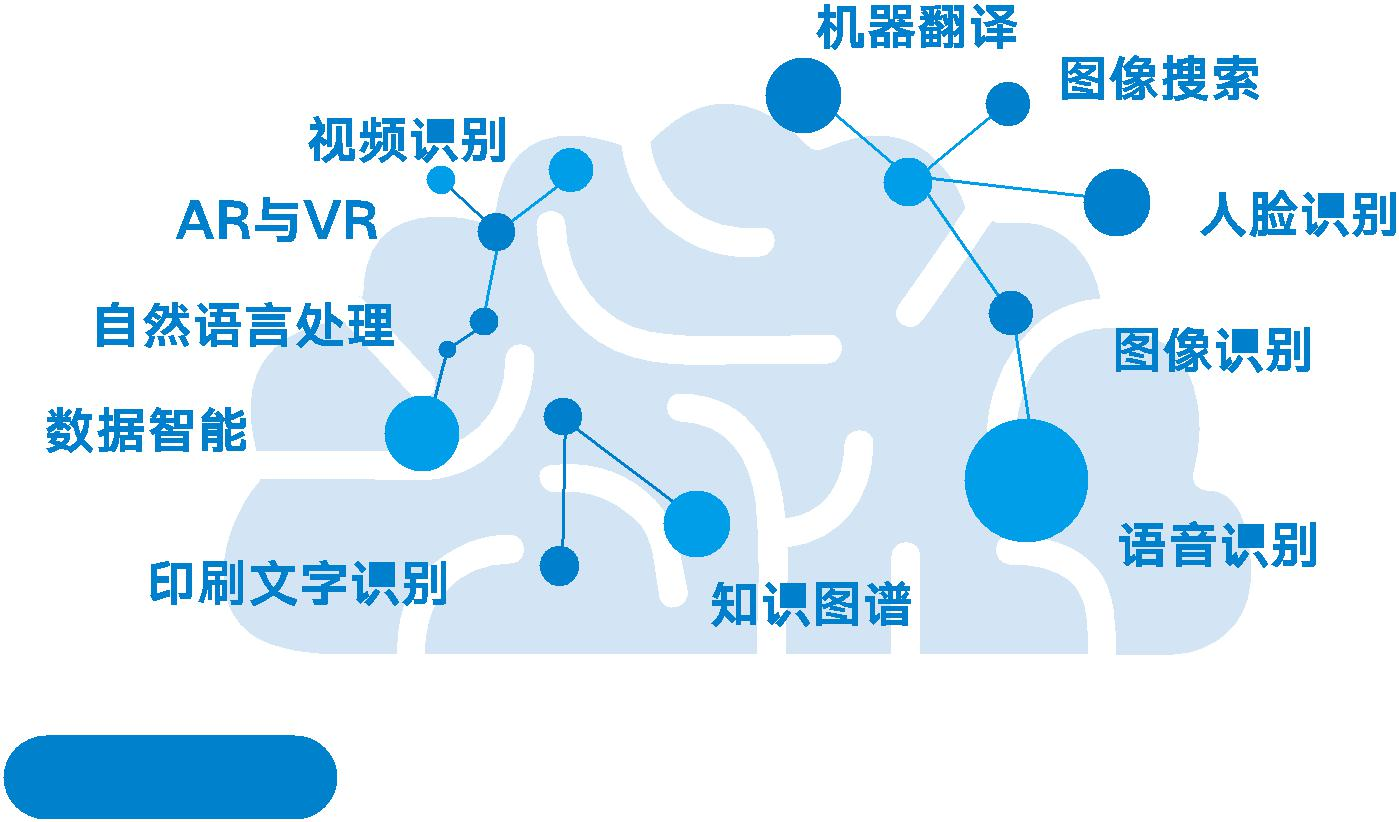 机器翻译
图像搜索
视频识别
人脸识别
AR与VR
自然语言处理
图像识别
数据智能
语音识别
印刷文字识别
知识图谱